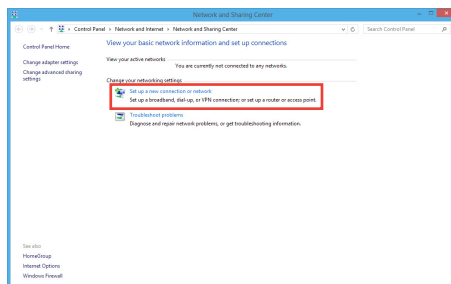 Network and Sharing Center
Control Panel › Network and Internet › Network and Sharing Center
Search Control Panel
Control Panel Home
Change adapter settings
Change advanced sharing
settings
View your basic network information and set up connections
View your active networks
You are currently not connected to any networks.
Change your networking settings
Set up a new connection or network
Set up a broadband, dial-up, or VPN connection; or set up a router or access point.
Troubleshoot problems
Diagnose and repair network problems, or get troubleshooting information.
See also
HomeGroup
Internet Options
Windows Firewall